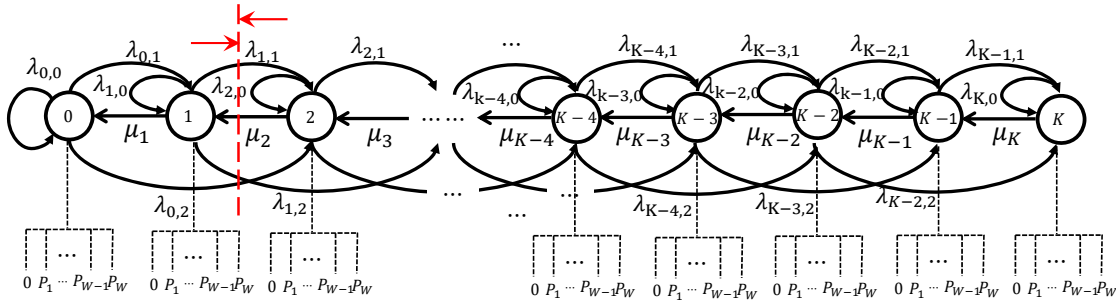 ...
λ0,1 λ1,1 λ2,1 λK−4,1 λK−3,1 λK−2,1 λK−1,1
λ0,0 λ1,0 λ2,0 λk−4,0 λk−3,0 λk−2,0 λk−1,0 λK,0
0 1 2 ... ... K−4 K−3 K−2 K−1 K
μ1 μ2 μ3 μK−4 μK−3 μK−2 μK−1 μK
... ...
λ0,2 λ1,2 ... ... λK−4,2 λK−3,2 λK−2,2
... ... ... ... ... ... ... ...
0 P1 ... PW−1 PW 0 P1 ... PW−1 PW 0 P1 ... PW−1 PW 0 P1 ... PW−1 PW 0 P1 ... PW−1 PW 0 P1 ... PW−1 PW 0 P1 ... PW−1 PW 0 P1 ... PW−1 PW